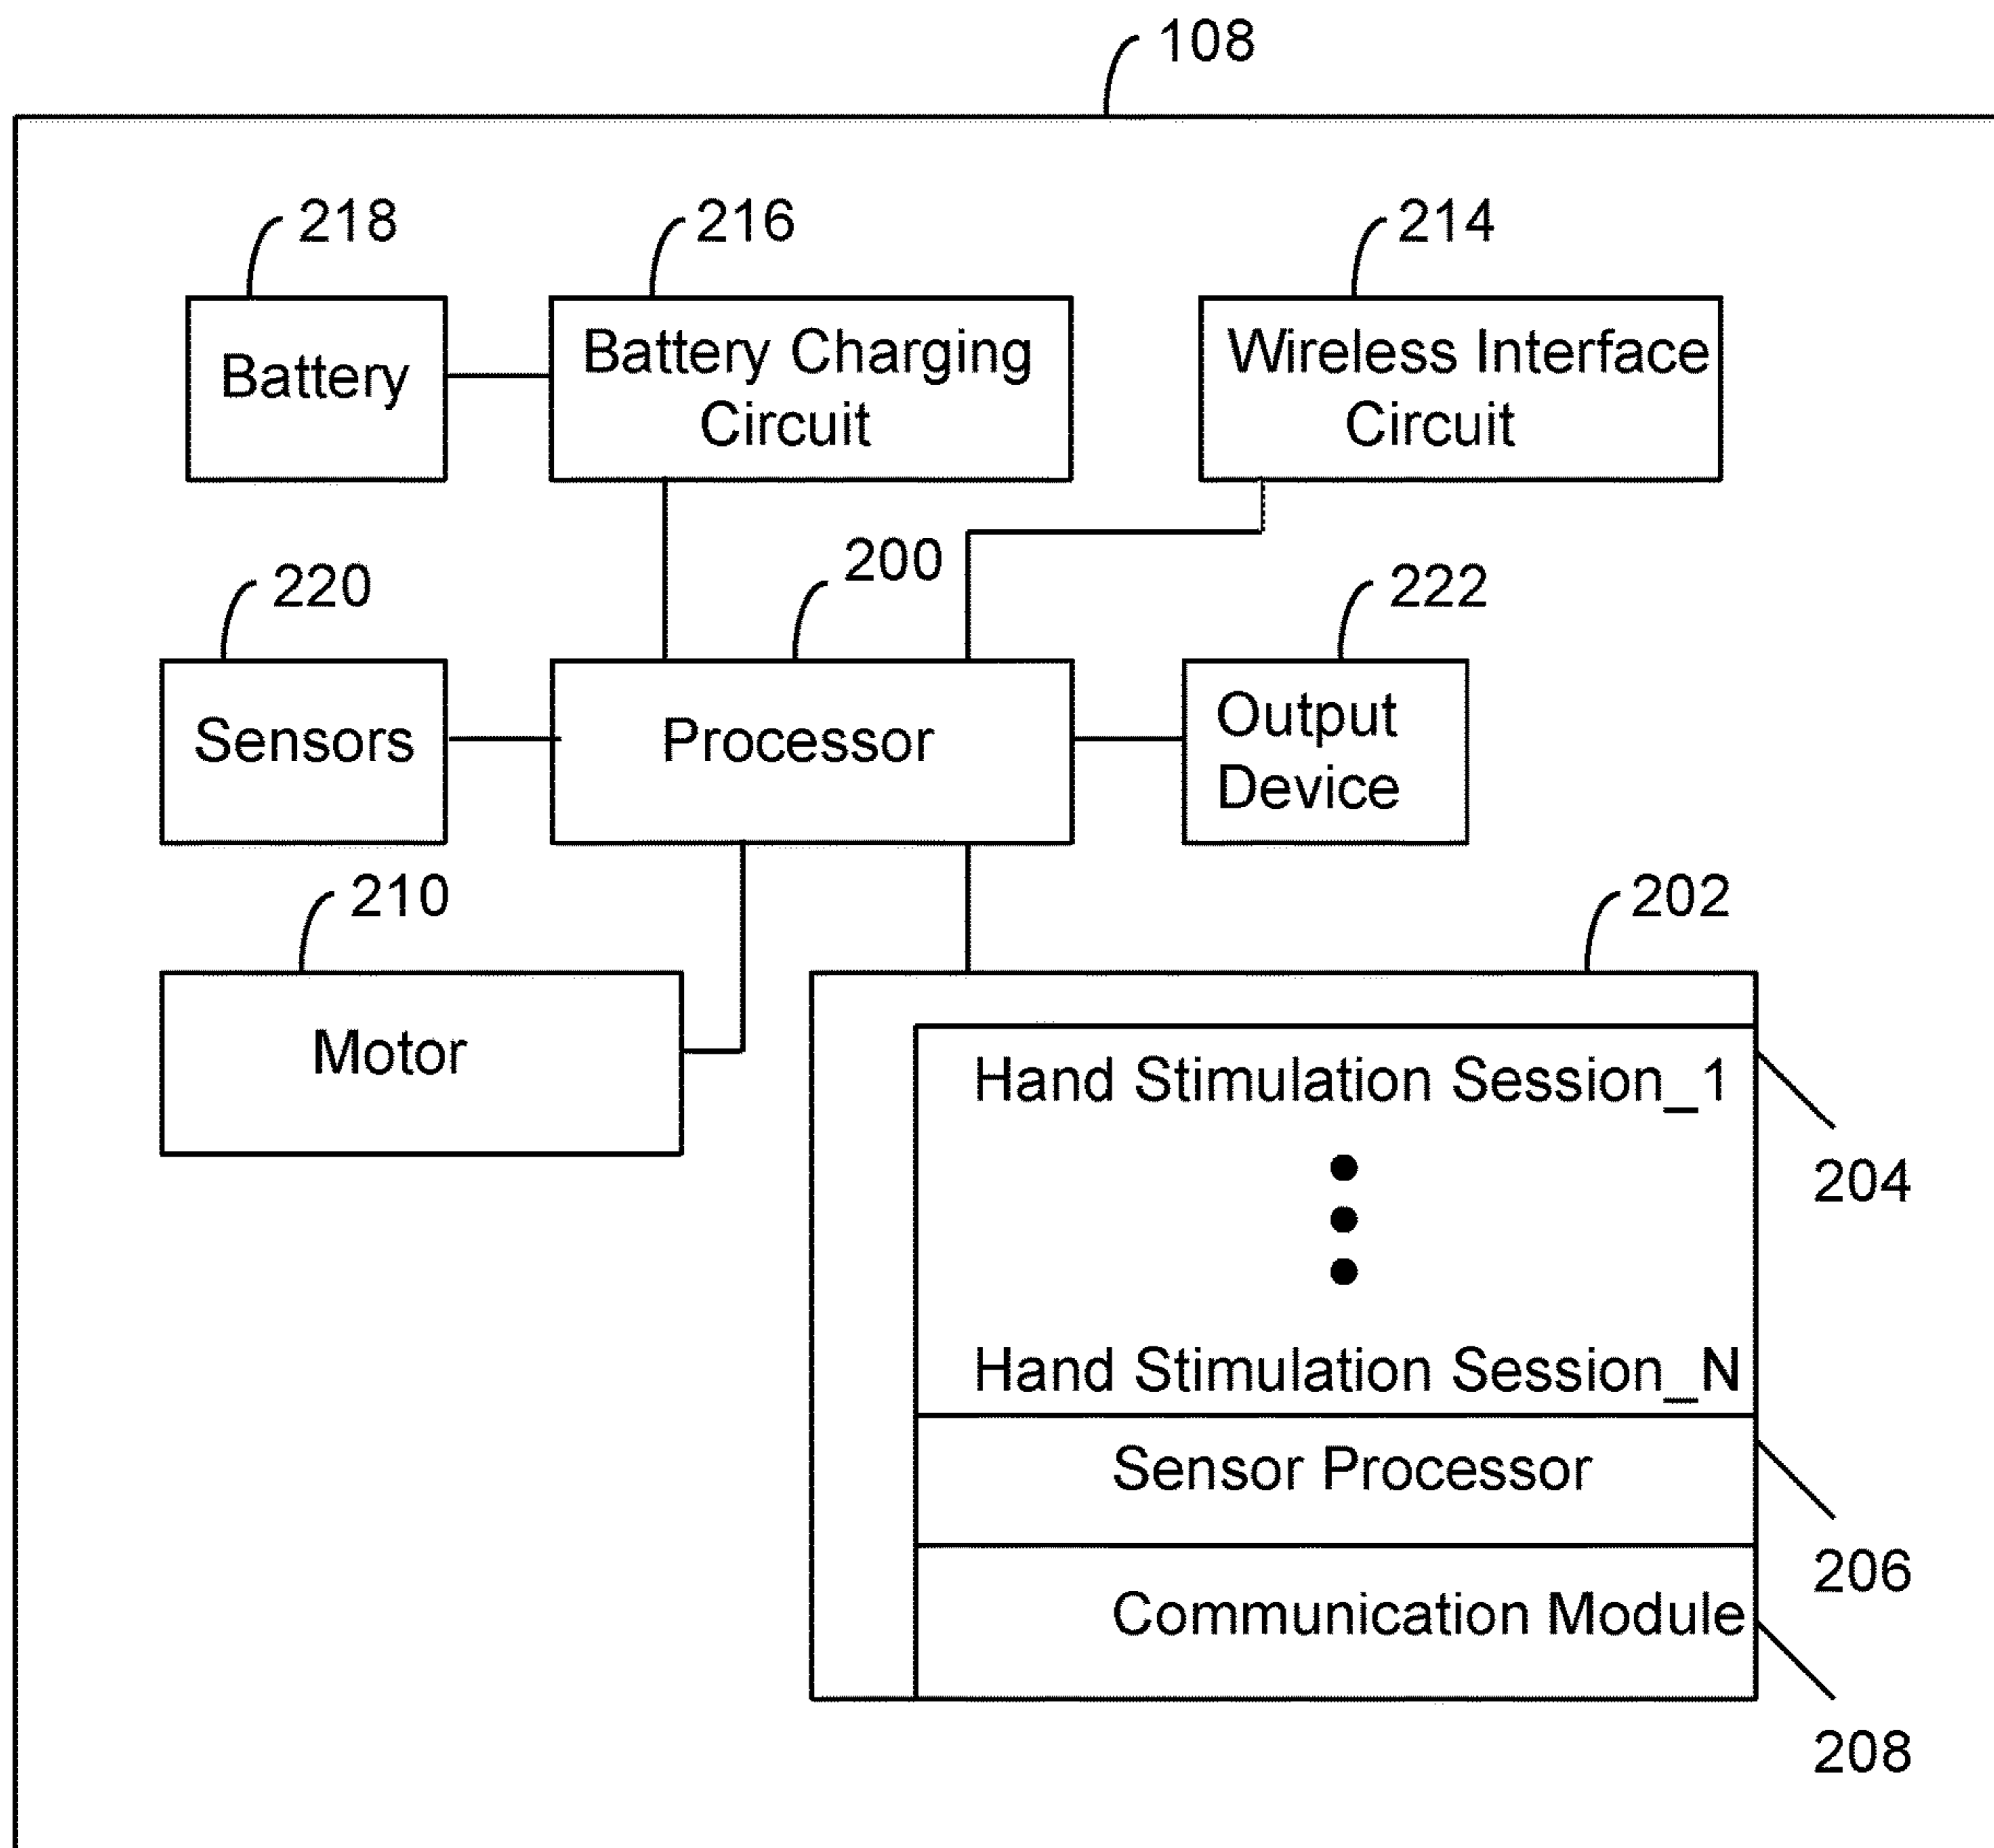 108
218
216
214
Battery
Battery Charging
Circuit
Wireless Interface
Circuit
220
200
222
Sensors
Processor
Output
Device
210
202
Motor
Hand Stimulation Session_1
204
Hand Stimulation Session_N
Sensor Processor
206
Communication Module
208